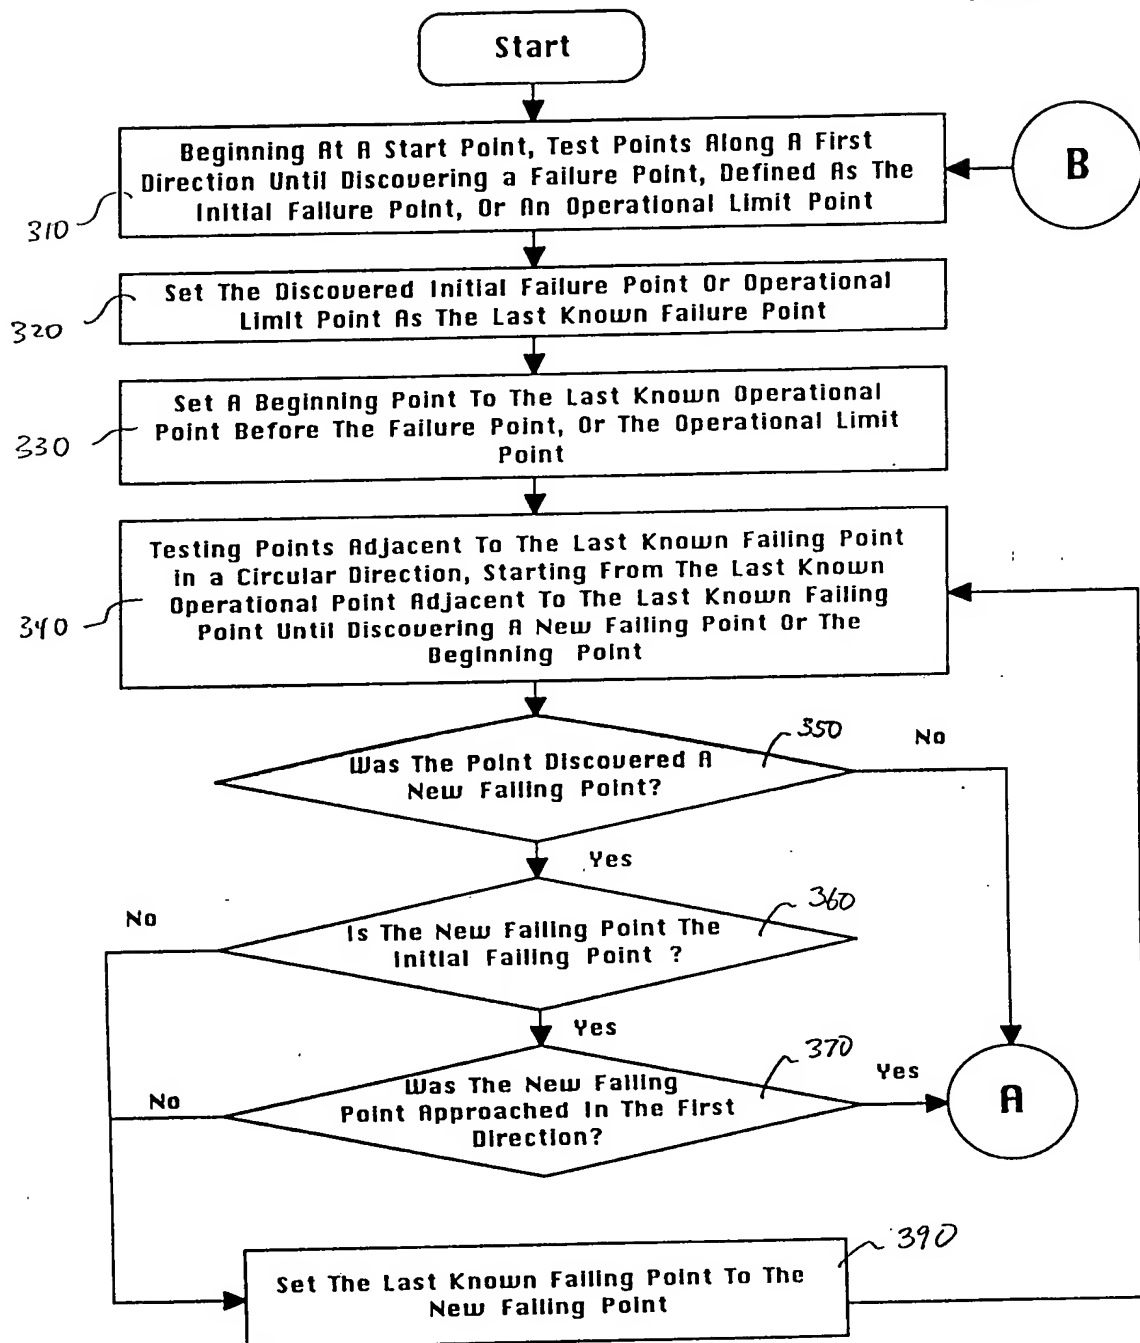 Start
Beginning At A Start Point, Test Points Along A First
Direction Until Discovering a Failure Point, Defined As The
Initial Failure Point, Or An Operational Limit Point
B
310
Set The Discovered Initial Failure Point Or Operational
Limit Point As The Last Known Failure Point
320
Set A Beginning Point To The Last Known Operational
Point Before The Failure Point, Or The Operational Limit
Point
330
Testing Points Adjacent To The Last Known Failing Point
in a Circular Direction, Starting From The Last Known
Operational Point Adjacent To The Last Known Failing
Point Until Discovering A New Failing Point Or The
Beginning Point
340
350
No
Was The Point Discovered A
New Failing Point?
Yes
360
No
Is The New Failing Point The
Initial Failing Point ?
Yes
370
Yes
No
Was The New Failing
Point Approached In The First
Direction?
A
390
Set The Last Known Failing Point To The
New Failing Point